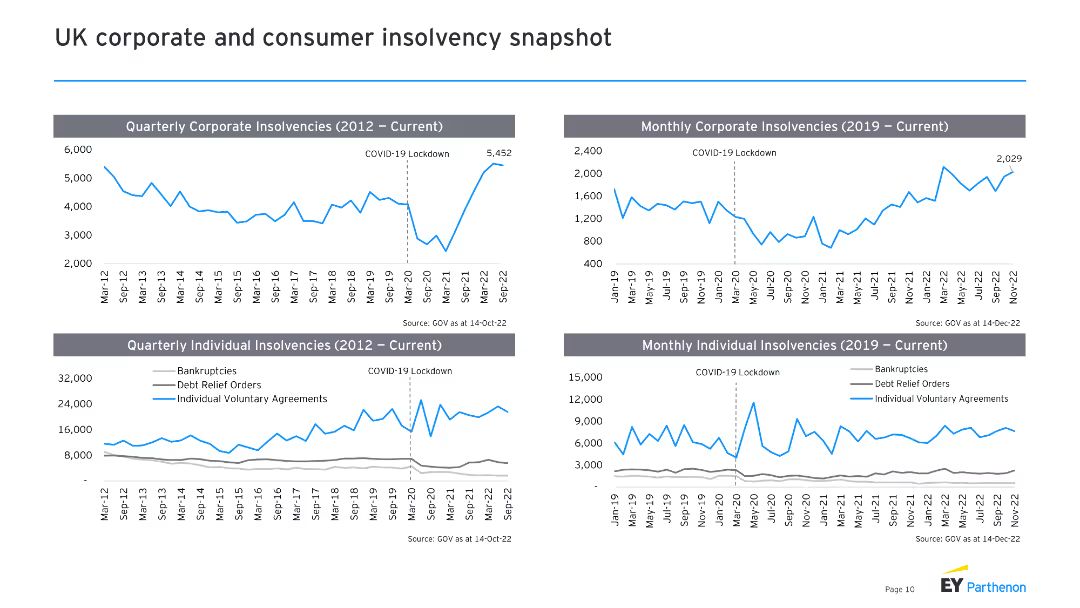 UK corporate and consumer insolvency snapshot
Quarterly Corporate Insolvencies (2012 – Current)
6,000
5,000
4,000
3,000
2,000
COVID-19 Lockdown
5,452
Mar-12
Sep-12
Mar-13
Sep-13
Mar-14
Sep-14
Mar-15
Sep-15
Mar-16
Sep-16
Mar-17
Sep-17
Mar-18
Sep-18
Mar-19
Sep-19
Mar-20
Sep-20
Mar-21
Sep-21
Mar-22
Sep-22
Source: GOV as at 14-Oct-22
Monthly Corporate Insolvencies (2019 – Current)
2,400
2,000
1,600
1,200
800
400
COVID-19 Lockdown
2,029
Jan-19
Mar-19
May-19
Jul-19
Sep-19
Nov-19
Jan-20
Mar-20
May-20
Jul-20
Sep-20
Nov-20
Jan-21
Mar-21
May-21
Jul-21
Sep-21
Nov-21
Jan-22
Mar-22
May-22
Jul-22
Sep-22
Nov-22
Source: GOV as at 14-Dec-22
Quarterly Individual Insolvencies (2012 – Current)
32,000
24,000
16,000
8,000
-
Bankruptcies
Debt Relief Orders
Individual Voluntary Agreements
COVID-19 Lockdown
Mar-12
Sep-12
Mar-13
Sep-13
Mar-14
Sep-14
Mar-15
Sep-15
Mar-16
Sep-16
Mar-17
Sep-17
Mar-18
Sep-18
Mar-19
Sep-19
Mar-20
Sep-20
Mar-21
Sep-21
Mar-22
Sep-22
Source: GOV as at 14-Oct-22
Monthly Individual Insolvencies (2019 – Current)
15,000
12,000
9,000
6,000
3,000
-
COVID-19 Lockdown
Bankruptcies
Debt Relief Orders
Individual Voluntary Agreements
Jan-19
Mar-19
May-19
Jul-19
Sep-19
Nov-19
Jan-20
Mar-20
May-20
Jul-20
Sep-20
Nov-20
Jan-21
Mar-21
May-21
Jul-21
Sep-21
Nov-21
Jan-22
Mar-22
May-22
Jul-22
Sep-22
Nov-22
Source: GOV as at 14-Dec-22
Page 10
EY Parthenon